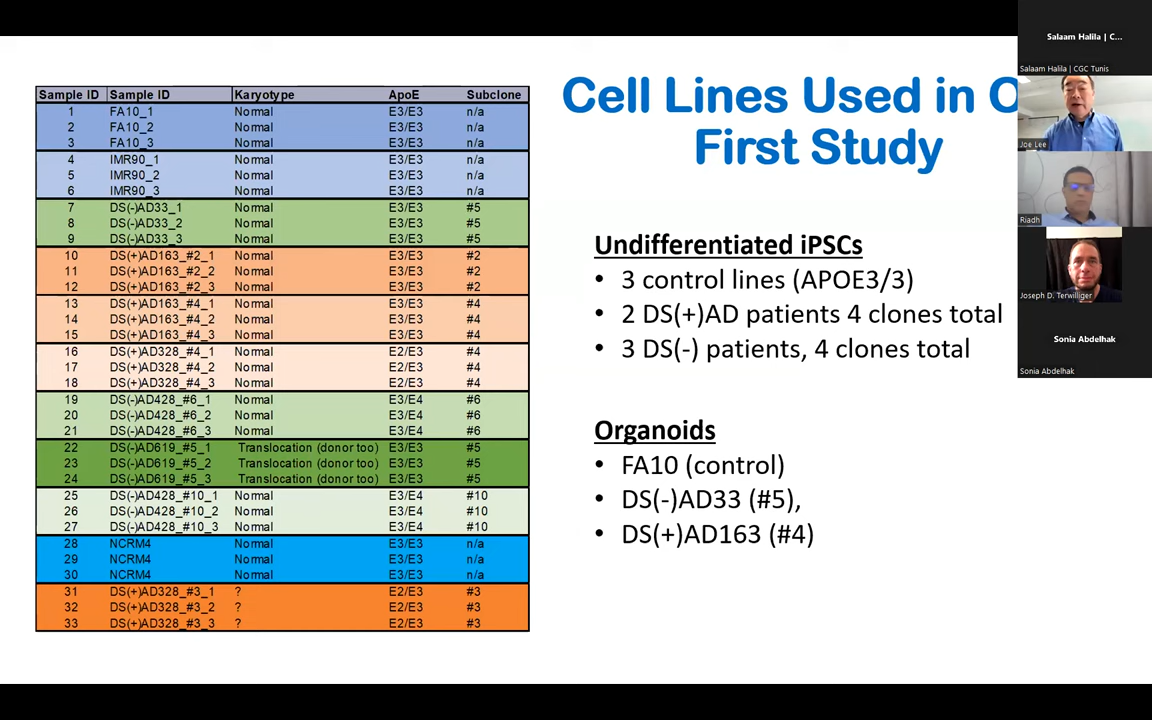 Sample ID Sample ID Karyotype ApoE Subclone
1 FA10_1 Normal E3/E3 n/a
2 FA10_2 Normal E3/E3 n/a
3 FA10_3 Normal E3/E3 n/a
4 IMR90_1 Normal E3/E3 n/a
5 IMR90_2 Normal E3/E3 n/a
6 IMR90_3 Normal E3/E3 n/a
7 DS(-)AD33_1 Normal E3/E3 #5
8 DS(-)AD33_2 Normal E3/E3 #5
9 DS(-)AD33_3 Normal E3/E3 #5
10 DS(+)AD163_#2_1 Normal E3/E3 #2
11 DS(+)AD163_#2_2 Normal E3/E3 #2
12 DS(+)AD163_#2_3 Normal E3/E3 #2
13 DS(+)AD163_#4_1 Normal E3/E3 #4
14 DS(+)AD163_#4_2 Normal E3/E3 #4
15 DS(+)AD163_#4_3 Normal E3/E3 #4
16 DS(+)AD328_#4_1 Normal E2/E3 #4
17 DS(+)AD328_#4_2 Normal E2/E3 #4
18 DS(+)AD328_#4_3 Normal E2/E3 #4
19 DS(-)AD428_#6_1 Normal E3/E4 #6
20 DS(-)AD428_#6_2 Normal E3/E4 #6
21 DS(-)AD428_#6_3 Normal E3/E4 #6
22 DS(-)AD619_#5_1 Translocation (donor too) E3/E3 #5
23 DS(-)AD619_#5_2 Translocation (donor too) E3/E3 #5
24 DS(-)AD619_#5_3 Translocation (donor too) E3/E3 #5
25 DS(-)AD428_#10_1 Normal E3/E4 #10
26 DS(-)AD428_#10_2 Normal E3/E4 #10
27 DS(-)AD428_#10_3 Normal E3/E4 #10
28 NCRM4 Normal E3/E3 n/a
29 NCRM4 Normal E3/E3 n/a
30 NCRM4 Normal E3/E3 n/a
31 DS(+)AD328_#3_1 ? E2/E3 #3
32 DS(+)AD328_#3_2 ? E2/E3 #3
33 DS(+)AD328_#3_3 ? E2/E3 #3
Cell Lines Used in O
First Study
Undifferentiated iPSCs
• 3 control lines (APOE3/3)
• 2 DS(+)AD patients 4 clones total
• 3 DS(-) patients, 4 clones total
Organoids
• FA10 (control)
• DS(-)AD33 (#5),
• DS(+)AD163 (#4)
Salaam Halila | C...
Salaam Halila | CGC Tunis
Joe Lee
Riadh
Joseph D. Terwilliger
Sonia Abdelhak
Sonia Abdelhak